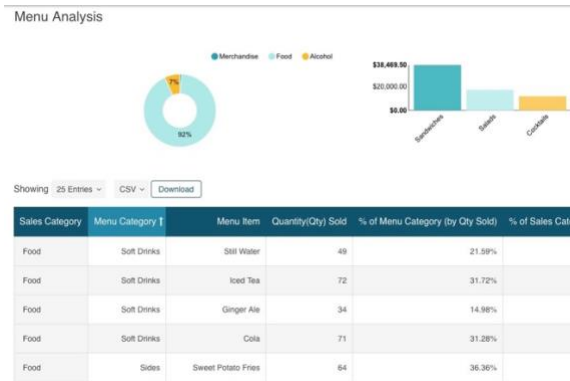 Menu Analysis
Merchandise Food Alcohol
7%
92%
$38,469.50
$20,000.00
$0.00
Sandwiches
Salads
Cocktails
Showing 25 Entries CSV Download
Sales Category Menu Category Menu Item Quantity(Qty) Sold % of Menu Category (by Qty Sold) % of Sales Cat
Food Soft Drinks Still Water 49 21.59%
Food Soft Drinks Iced Tea 72 31.72%
Food Soft Drinks Ginger Ale 34 14.98%
Food Soft Drinks Cola 71 31.28%
Food Sides Sweet Potato Fries 64 36.36%